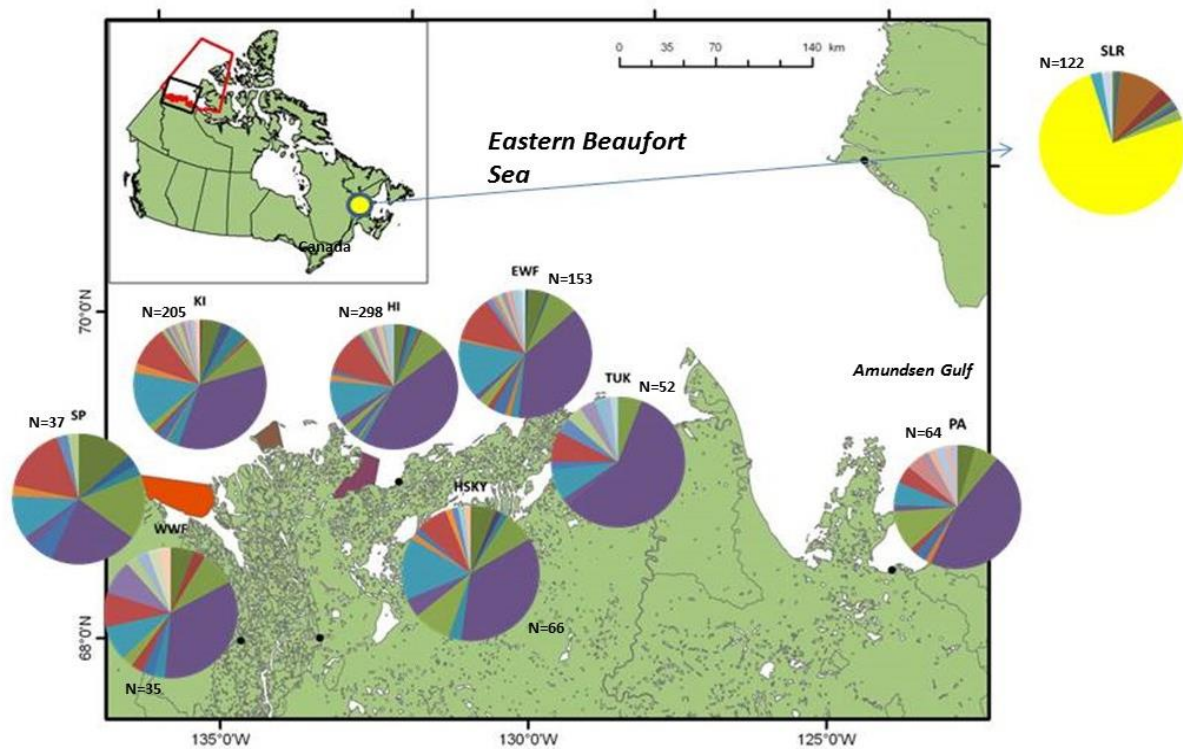 0 35 70 140 km
SLR
N=122
Eastern Beaufort
Sea
Canada
EWF
N=153
KI
N=205
HI
N=298
70°0'N
TUK
N=52
Amundsen Gulf
SP
N=37
PA
N=64
HSKY
WWF
N=66
68°0'N
N=35
135°0'W
130°0'W
125°0'W